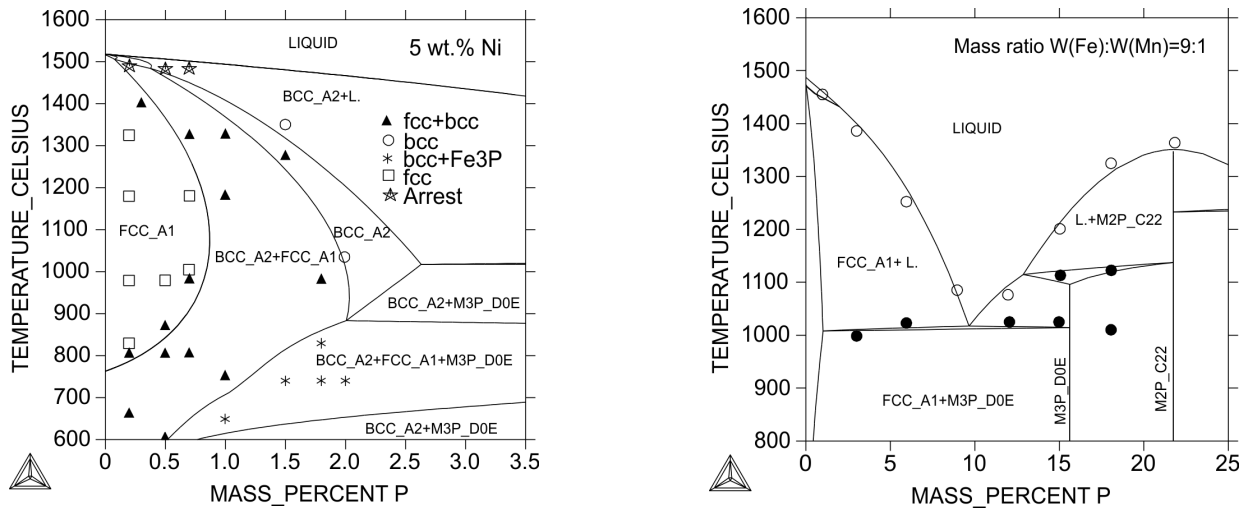 1600
1500
1400
1300
1200
1100
1000
900
800
700
600
TEMPERATURE_CELSIUS
LIQUID
5 wt.% Ni
BCC_A2+L.
fcc+bcc
bcc
bcc+Fe3P
fcc
Arrest
FCC_A1
BCC_A2
BCC_A2+FCC_A1
BCC_A2+M3P_D0E
BCC_A2+FCC_A1+M3P_D0E
BCC_A2+M3P_D0E
0 0.5 1.0 1.5 2.0 2.5 3.0 3.5
MASS_PERCENT P
1600
1500
1400
1300
1200
1100
1000
900
800
TEMPERATURE_CELSIUS
Mass ratio W(Fe):W(Mn)=9:1
LIQUID
L.+M2P_C22
FCC_A1+ L.
FCC_A1+M3P_D0E
M3P_D0E
M2P_C22
0 5 10 15 20 25
MASS_PERCENT P